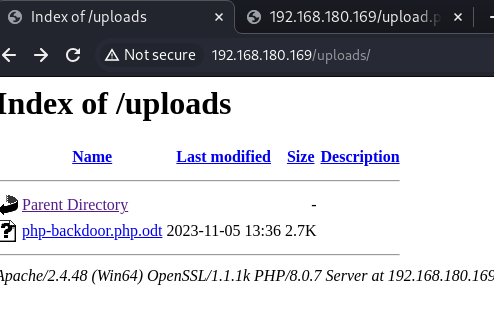 Index of /uploads
192.168.180.169/upload.p
Not secure 192.168.180.169/uploads/
Index of /uploads
Name Last modified Size Description
Parent Directory -
php-backdoor.php.odt 2023-11-05 13:36 2.7K
Apache/2.4.48 (Win64) OpenSSL/1.1.1k PHP/8.0.7 Server at 192.168.180.169